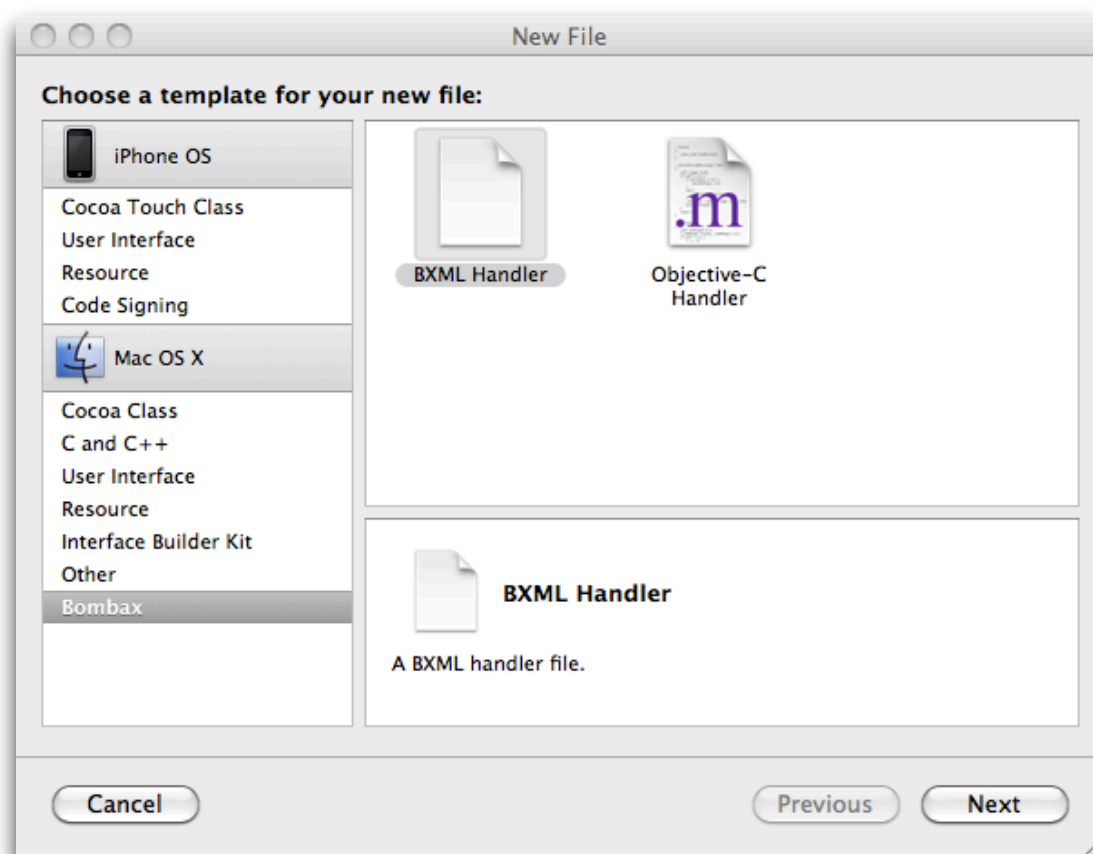 New File
Choose a template for your new file:
iPhone OS
Cocoa Touch Class
User Interface
Resource
Code Signing
Mac OS X
Cocoa Class
C and C++
User Interface
Resource
Interface Builder Kit
Other
Bombax
BXML Handler
.m
Objective-C
Handler
BXML Handler
A BXML handler file.
Cancel
Previous
Next